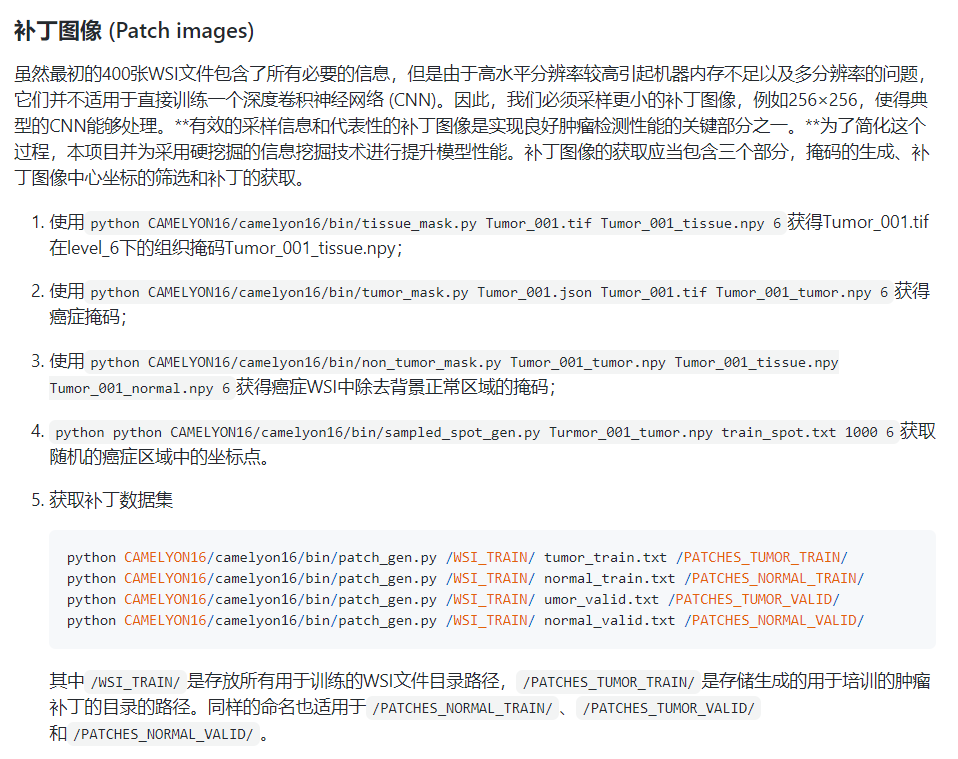 补丁图像 (Patch images)
虽然最初的400张WSI文件包含了所有必要的信息，但是由于高水平分辨率较高引起机器内存不足以及多分辨率的问题，
它们并不适用于直接训练一个深度卷积神经网络 (CNN)。因此，我们必须采样更小的补丁图像，例如256×256，使得典
型的CNN能够处理。**有效的采样信息和代表性的补丁图像是实现良好肿瘤检测性能的关键部分之一。**为了简化这个
过程，本项目并为采用硬挖掘的信息挖掘技术进行提升模型性能。补丁图像的获取应当包含三个部分，掩码的生成、补
丁图像中心坐标的筛选和补丁的获取。
1. 使用 python CAMELYON16/camelyon16/bin/tissue_mask.py Tumor_001.tif Tumor_001_tissue.npy 6 获得Tumor_001.tif
在level_6下的组织掩码Tumor_001_tissue.npy；
2. 使用 python CAMELYON16/camelyon16/bin/tumor_mask.py Tumor_001.json Tumor_001.tif Tumor_001_tumor.npy 6 获得
癌症掩码；
3. 使用 python CAMELYON16/camelyon16/bin/non_tumor_mask.py Tumor_001_tumor.npy Tumor_001_tissue.npy
Tumor_001_normal.npy 6 获得癌症WSI中除去背景正常区域的掩码；
4. python python CAMELYON16/camelyon16/bin/sampled_spot_gen.py Turmor_001_tumor.npy train_spot.txt 1000 6 获取
随机的癌症区域中的坐标点。
5. 获取补丁数据集
python CAMELYON16/camelyon16/bin/patch_gen.py /WSI_TRAIN/ tumor_train.txt /PATCHES_TUMOR_TRAIN/
python CAMELYON16/camelyon16/bin/patch_gen.py /WSI_TRAIN/ normal_train.txt /PATCHES_NORMAL_TRAIN/
python CAMELYON16/camelyon16/bin/patch_gen.py /WSI_TRAIN/ umor_valid.txt /PATCHES_TUMOR_VALID/
python CAMELYON16/camelyon16/bin/patch_gen.py /WSI_TRAIN/ normal_valid.txt /PATCHES_NORMAL_VALID/
其中 /WSI_TRAIN/ 是存放所有用于训练的WSI文件目录路径， /PATCHES_TUMOR_TRAIN/ 是存储生成的用于培训的肿瘤
补丁的目录的路径。同样的命名也适用于 /PATCHES_NORMAL_TRAIN/ 、 /PATCHES_TUMOR_VALID/
和 /PATCHES_NORMAL_VALID/ 。